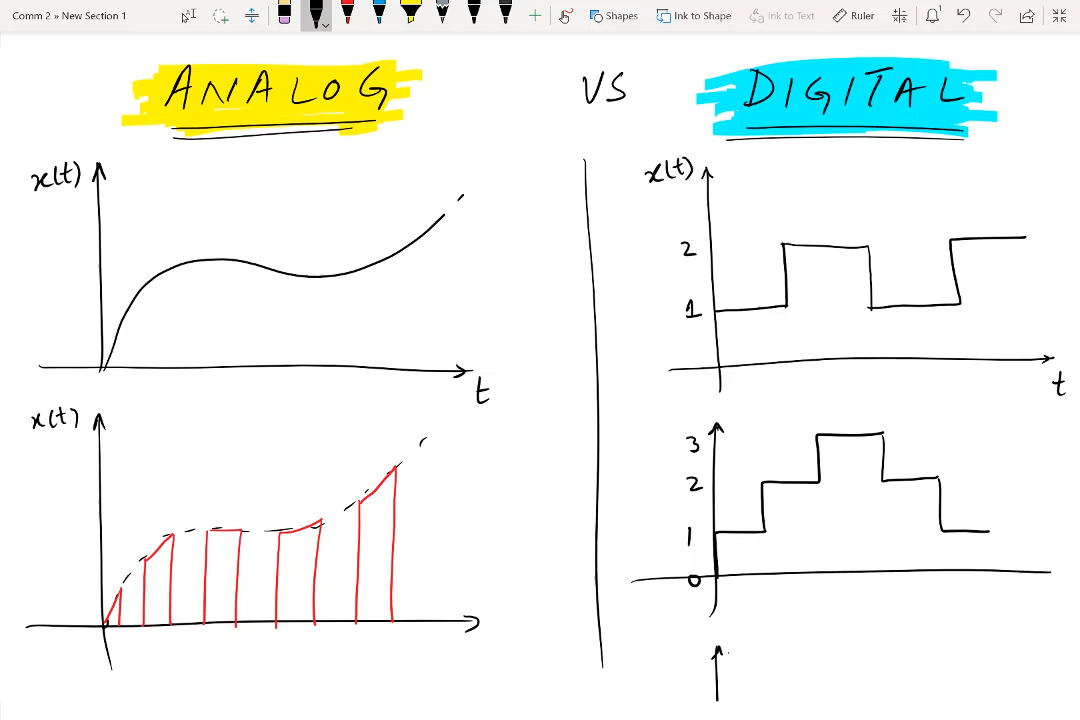 Comm 2 » New Section 1
Shapes
Ink to Shape
Ink to Text
Ruler
ANALOG VS DIGITAL
x(t)
t
x(t)
x(t)
2
1
t
3
2
1
0